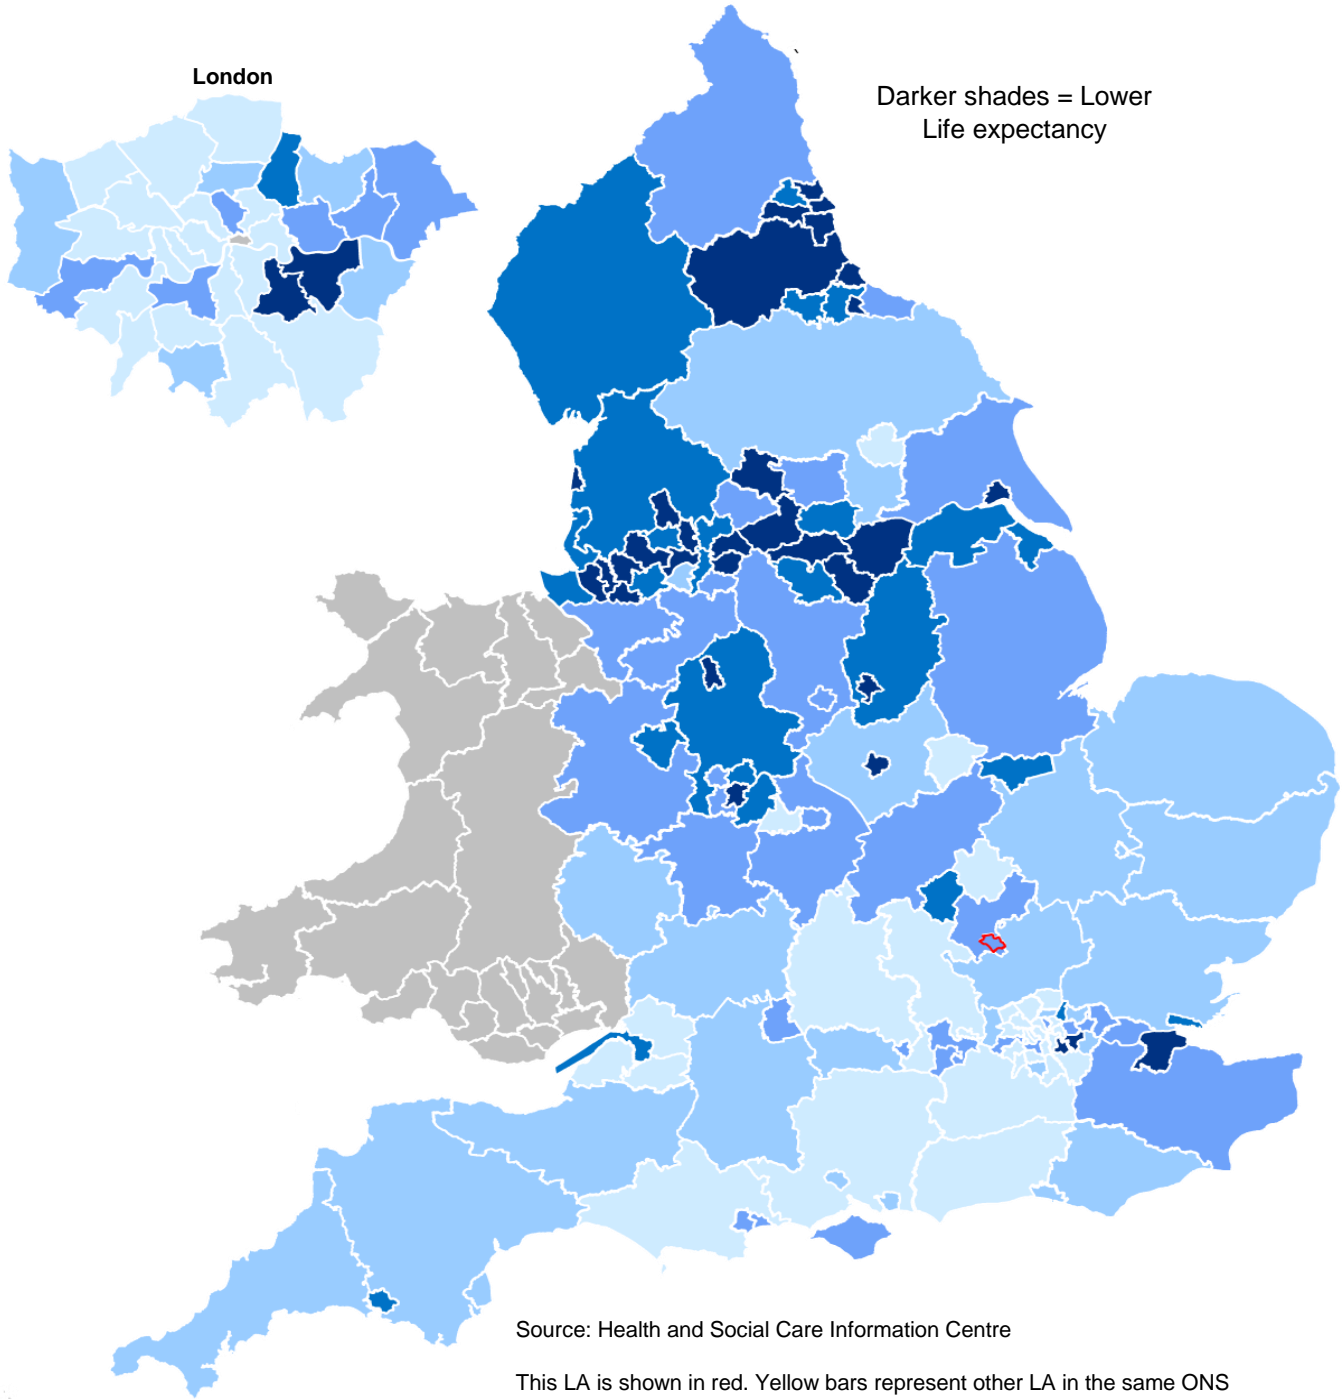 London
Darker shades = Lower
Life expectancy
Source: Health and Social Care Information Centre
This LA is shown in red. Yellow bars represent other LA in the same ONS